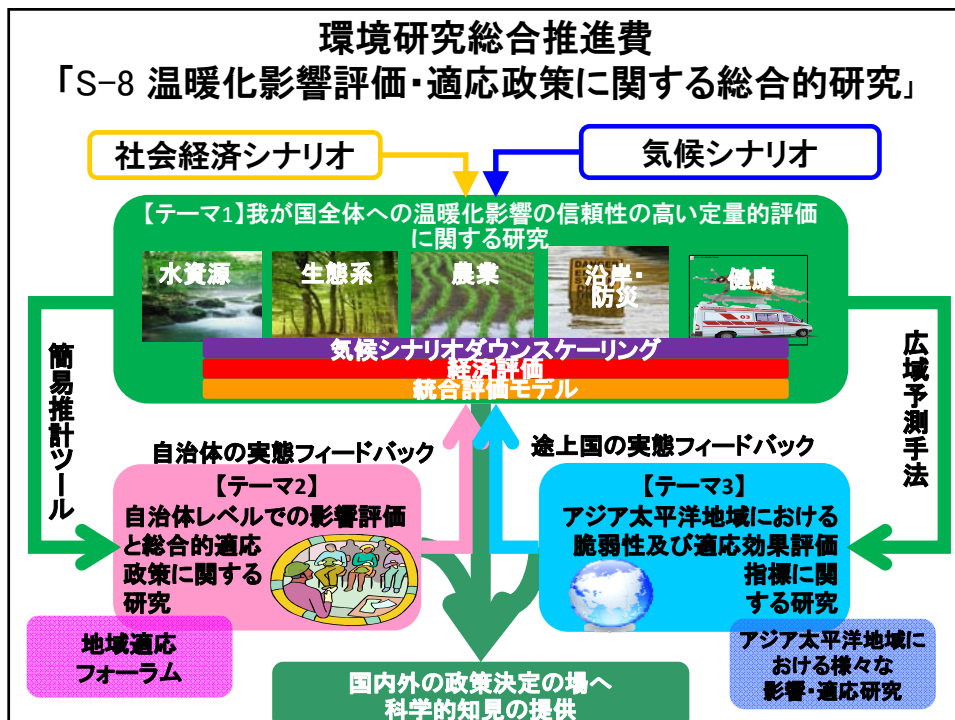 環境研究総合推進費
「S-8 温暖化影響評価・適応政策に関する総合的研究」
社会経済シナリオ
気候シナリオ
【テーマ1】我が国全体への温暖化影響の信頼性の高い定量的評価
に関する研究
水資源
生態系
農業
沿岸・
防災
健康
気候シナリオダウンスケーリング
経済評価
統合評価モデル
簡易推計ツール
広域予測手法
自治体の実態フィードバック
途上国の実態フィードバック
【テーマ2】
自治体レベルでの影響評価
と総合的適応
政策に関する
研究
【テーマ3】
アジア太平洋地域における
脆弱性及び適応効果評価
指標に関
する研究
地域適応
フォーラム
アジア太平洋地域に
おける様々な
影響・適応研究
国内外の政策決定の場へ
科学的知見の提供